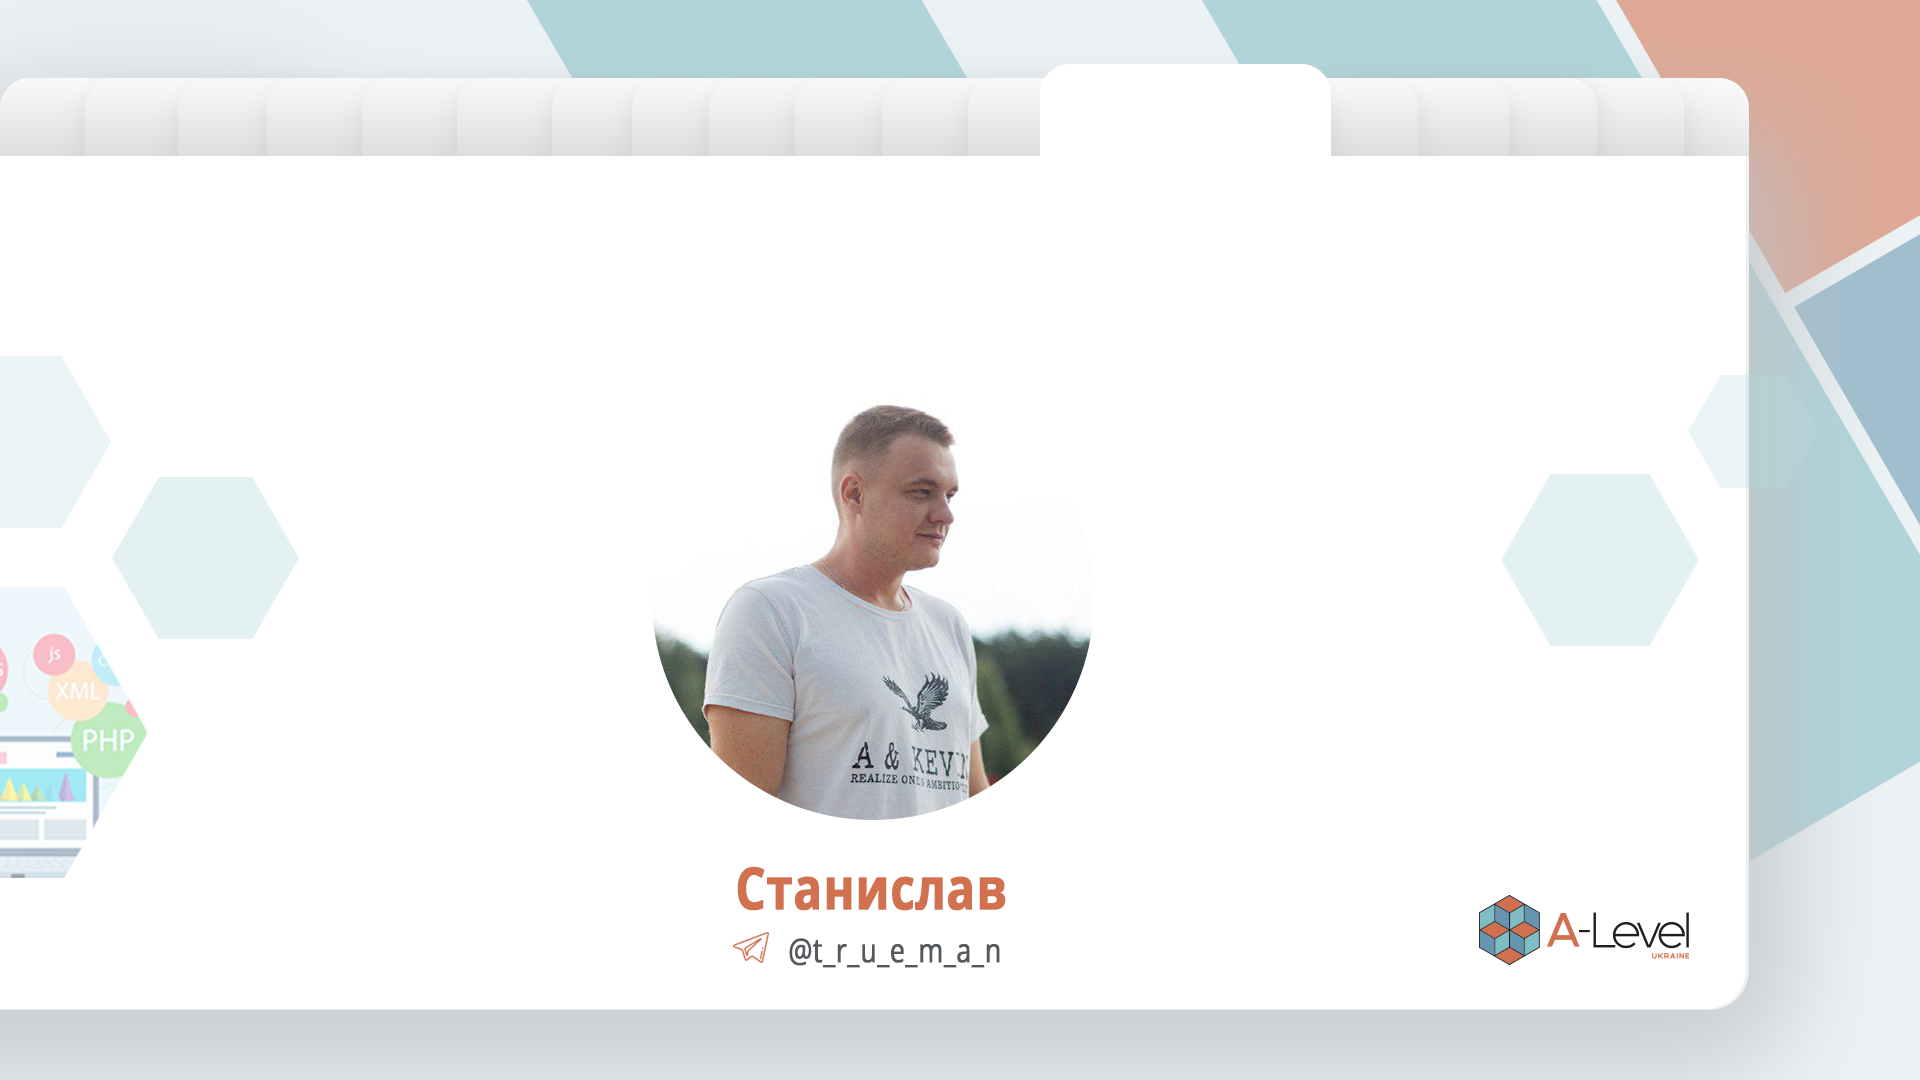 js
XML
PHP
A & KEVIN
REALIZE ONE'S AMBITION
Станислав
@t_r_u_e_m_a_n
A-Level
UKRAINE